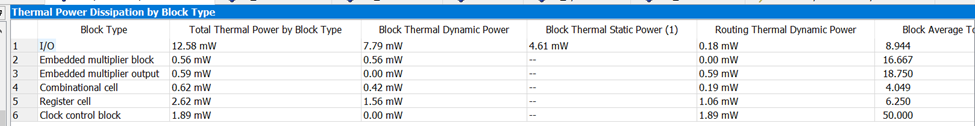 Thermal Power Dissipation by Block Type
Block Type Total Thermal Power by Block Type Block Thermal Dynamic Power Block Thermal Static Power (1) Routing Thermal Dynamic Power Block Average To
1 I/O 12.58 mW 7.79 mW 4.61 mW 0.18 mW 8.944
2 Embedded multiplier block 0.56 mW 0.56 mW -- 0.00 mW 16.667
3 Embedded multiplier output 0.59 mW 0.00 mW -- 0.59 mW 18.750
4 Combinational cell 0.62 mW 0.42 mW -- 0.19 mW 4.049
5 Register cell 2.62 mW 1.56 mW -- 1.06 mW 6.250
6 Clock control block 1.89 mW 0.00 mW -- 1.89 mW 50.000